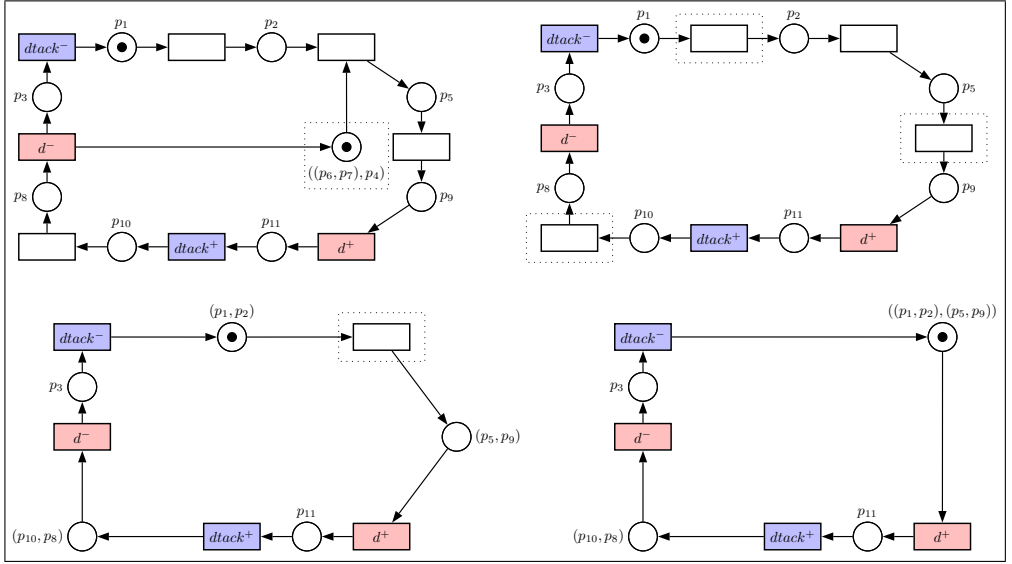 p1
p2
dtack−
p3
p5
d−
((p6, p7), p4)
p8
p9
p10
p11
dtack+
d+
p1
p2
dtack−
p3
p5
d−
p8
p9
p10
p11
dtack+
d+
(p1, p2)
dtack−
p3
d−
(p5, p9)
p11
(p10, p8)
dtack+
d+
((p1, p2), (p5, p9))
dtack−
p3
d−
p11
(p10, p8)
dtack+
d+